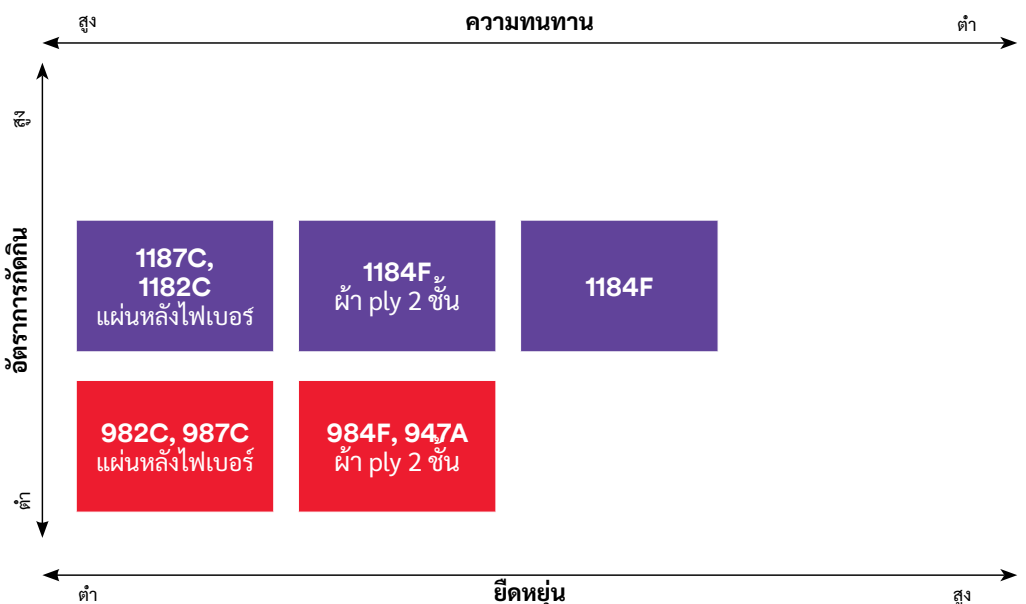 สูง
ความทนทาน
ต่ำ
สูง
อัตราการกัดกิน
ต่ำ
1187C,
1182C
แผ่นหลังไฟเบอร์
1184F
ผ้า ply 2 ชั้น
1184F
982C, 987C
แผ่นหลังไฟเบอร์
984F, 947A
ผ้า ply 2 ชั้น
ต่ำ
ยืดหยุ่น
สูง